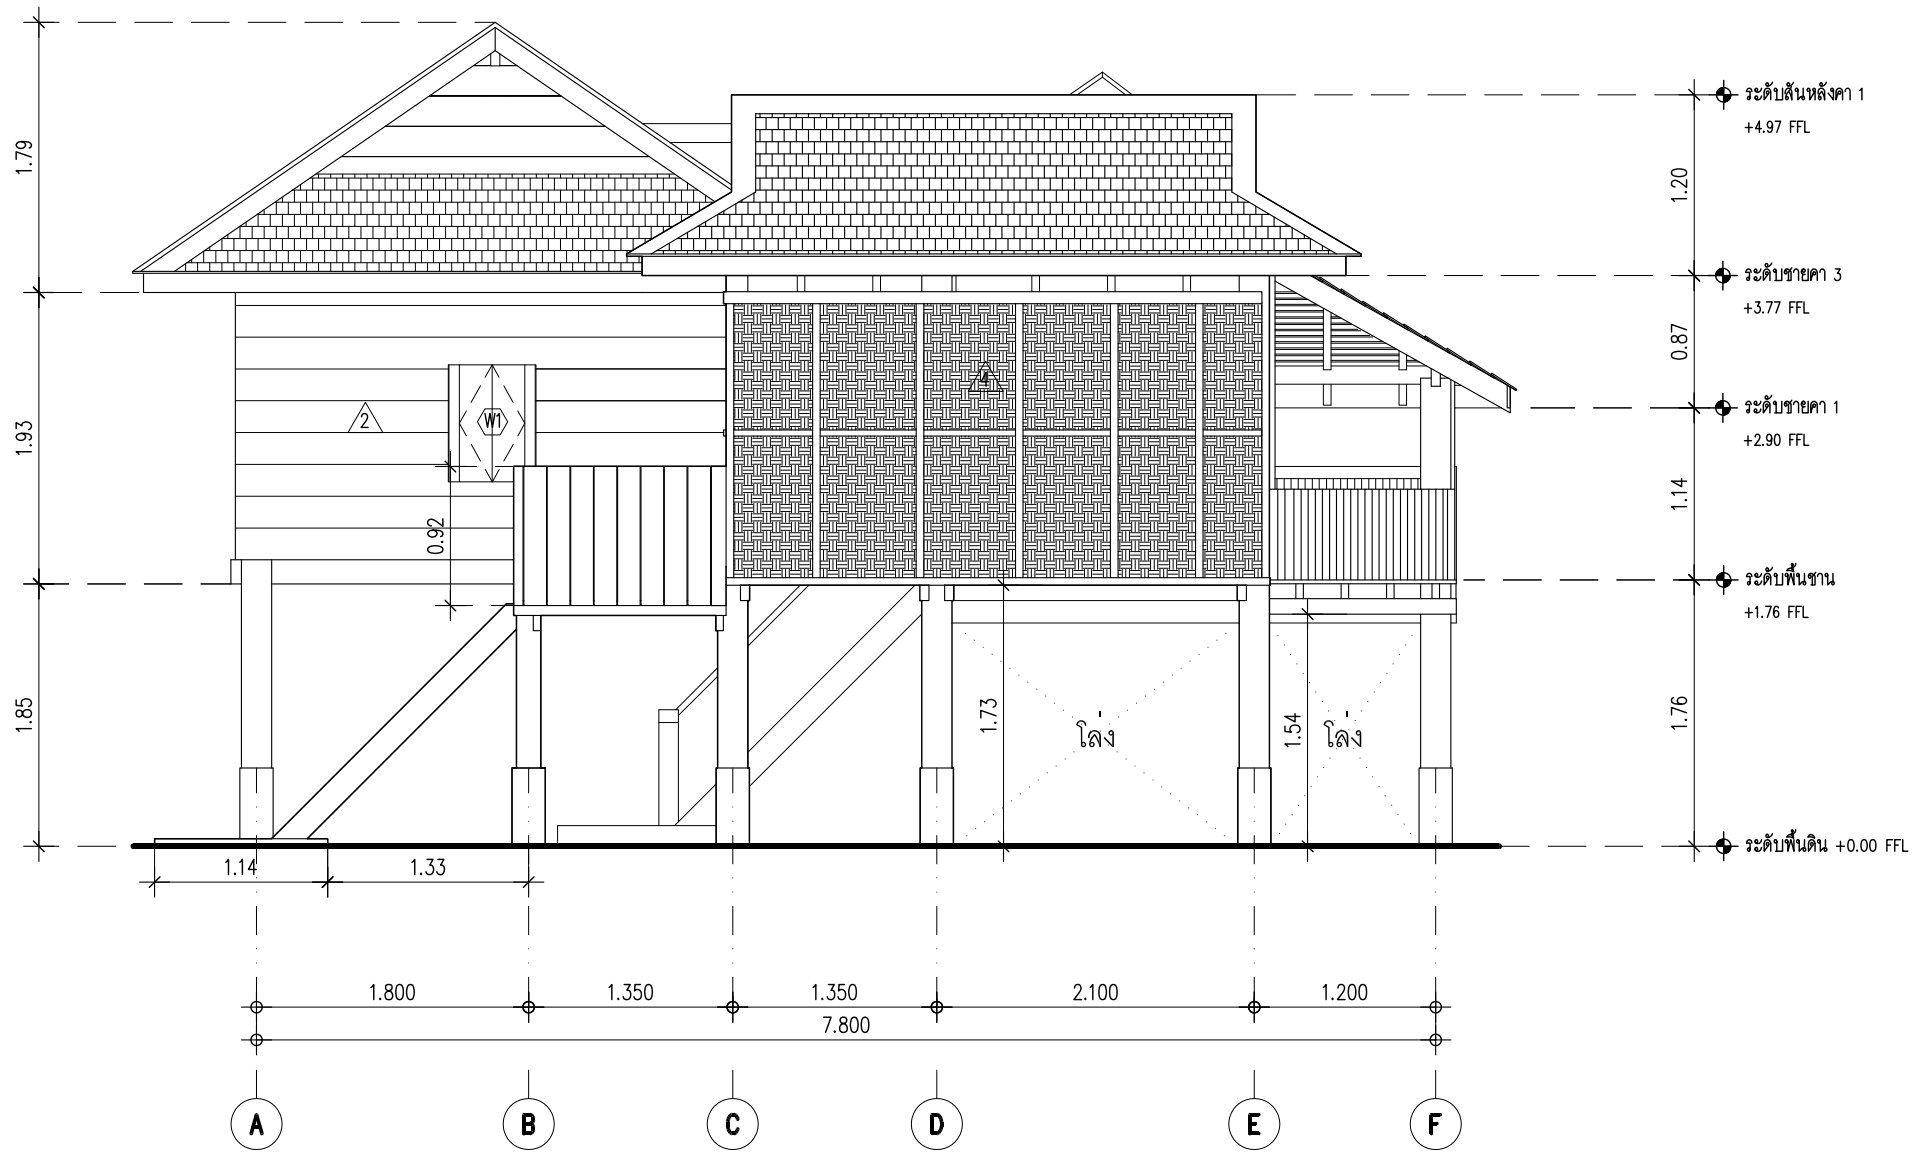 ระดับสันหลังคา 1
+4.97 FFL
1.79
1.20
ระดับชายคา 3
+3.77 FFL
0.87
4
ระดับชายคา 1
+2.90 FFL
2
W1
1.93
1.14
0.92
ระดับพื้นชาน
+1.76 FFL
1.85
1.73
โล่ง
1.54
โล่ง
1.76
ระดับพื้นดิน +0.00 FFL
1.14
1.33
1.800
1.350
1.350
2.100
1.200
7.800
A
B
C
D
E
F